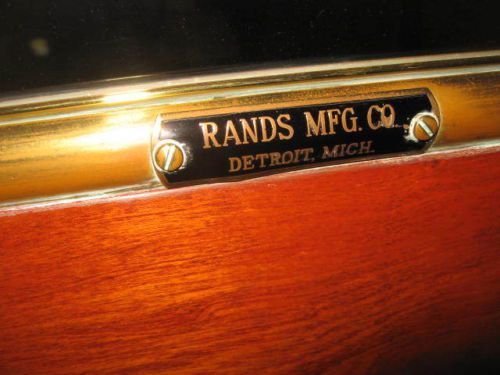 RANDS MFG. CO.
DETROIT, MICH.